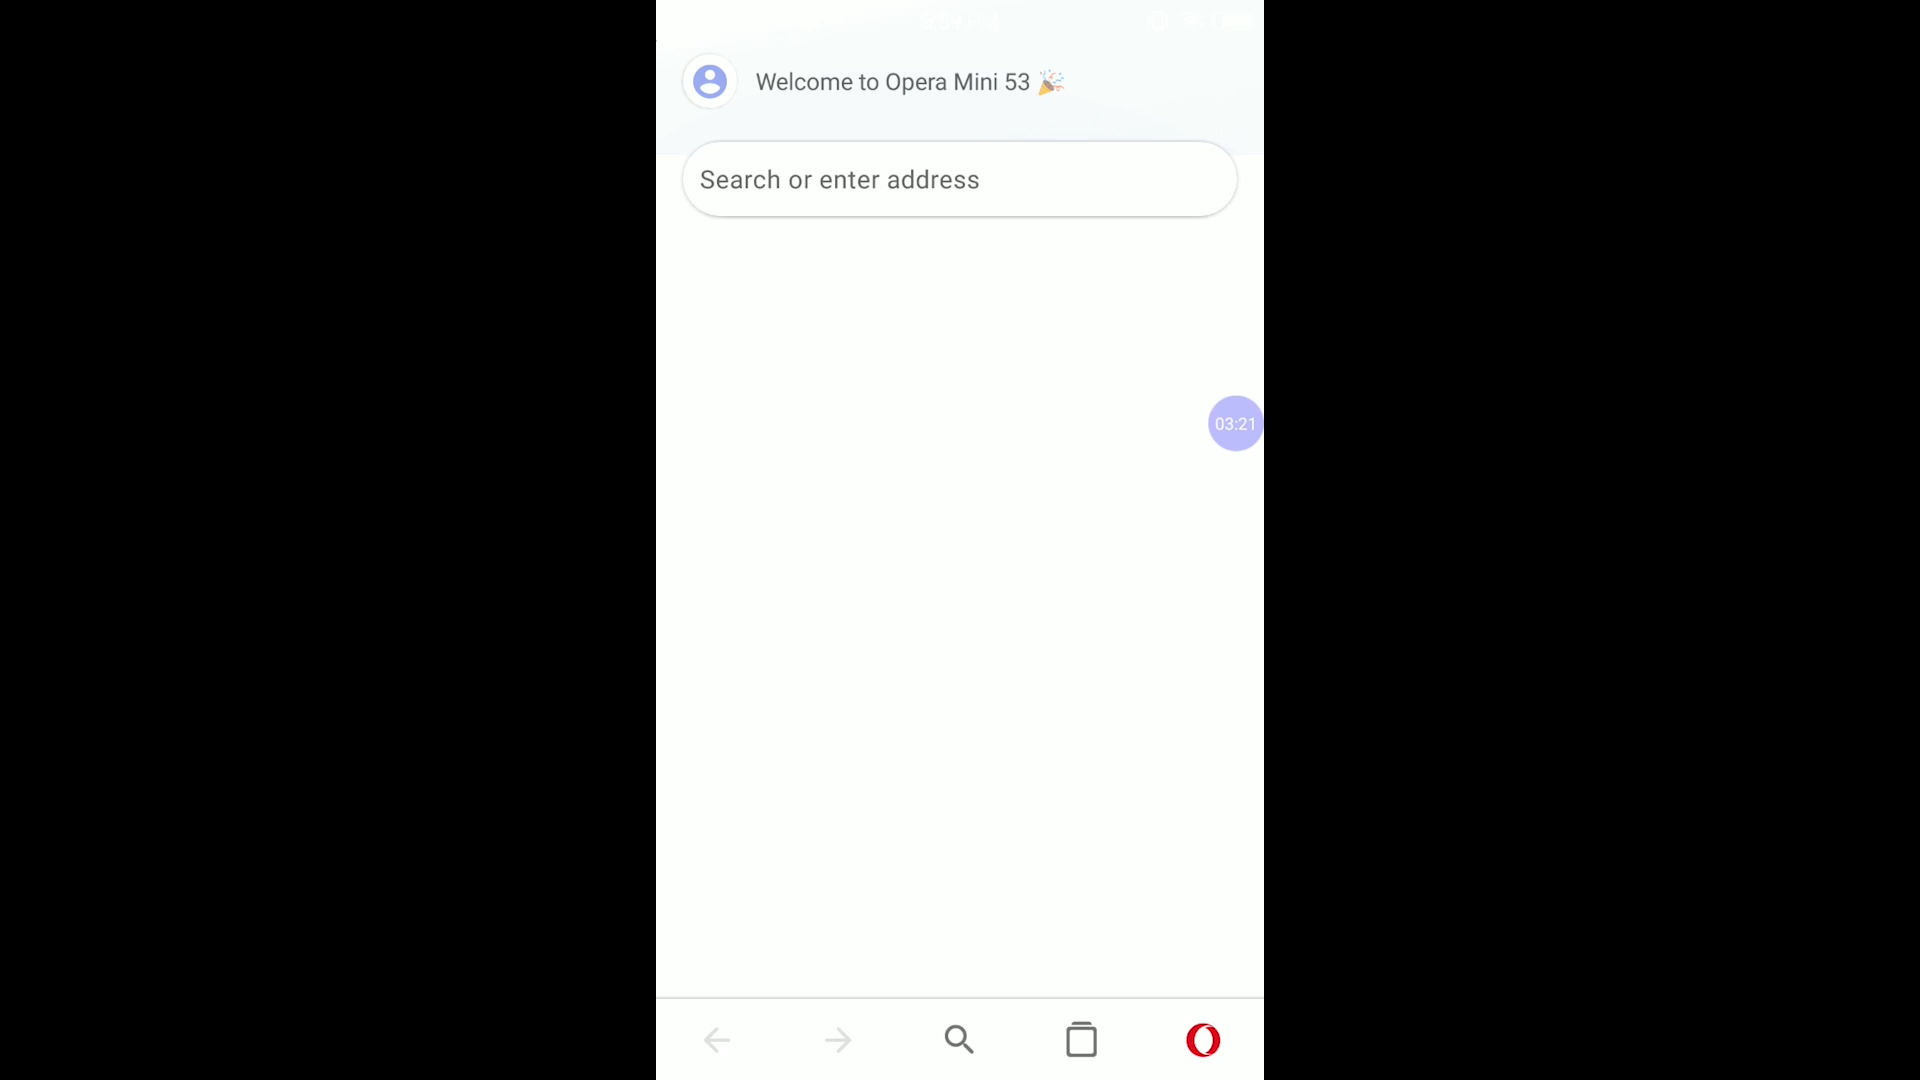 Welcome to Opera Mini 53 🎉
Search or enter address
03:21